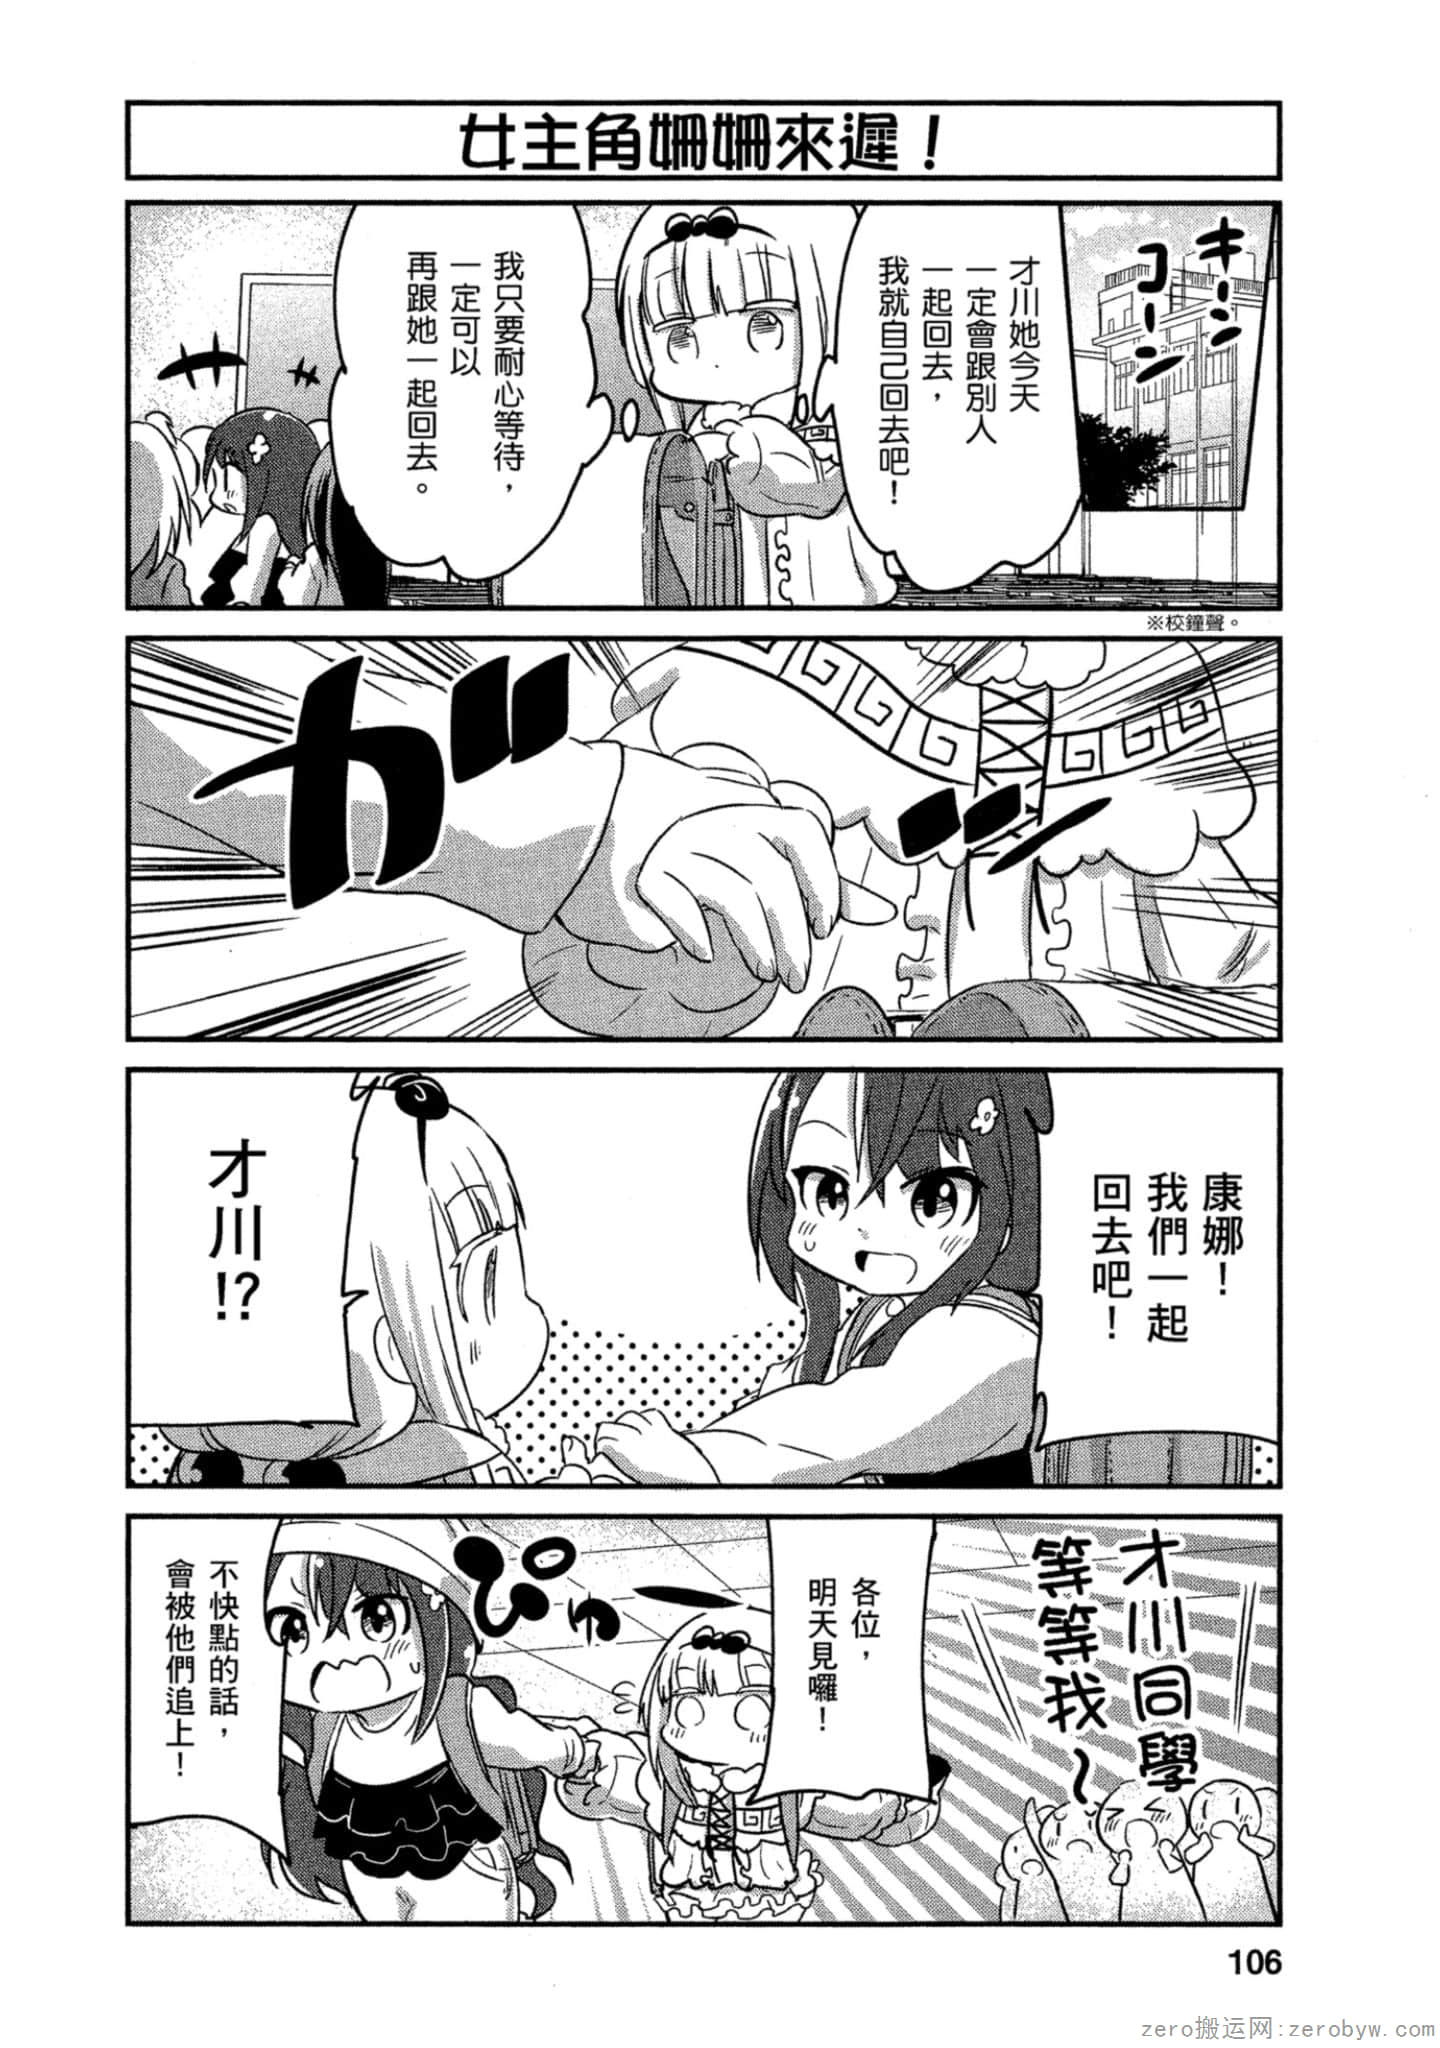 女主角姍姍來遲！
キーン
コーン
才川她今天
一定會跟別人
一起回去，
我就自己回去吧！
我只要耐心等待，
一定可以
再跟她一起回去。
※校鐘聲。
ガッ
康娜！
我們一起
回去吧！
才川!?
才川同學
等等我～
各位，
明天見囉！
ぴゅー
不快點的話，
會被他們追上！
106
zero搬运网:zerobyw.com